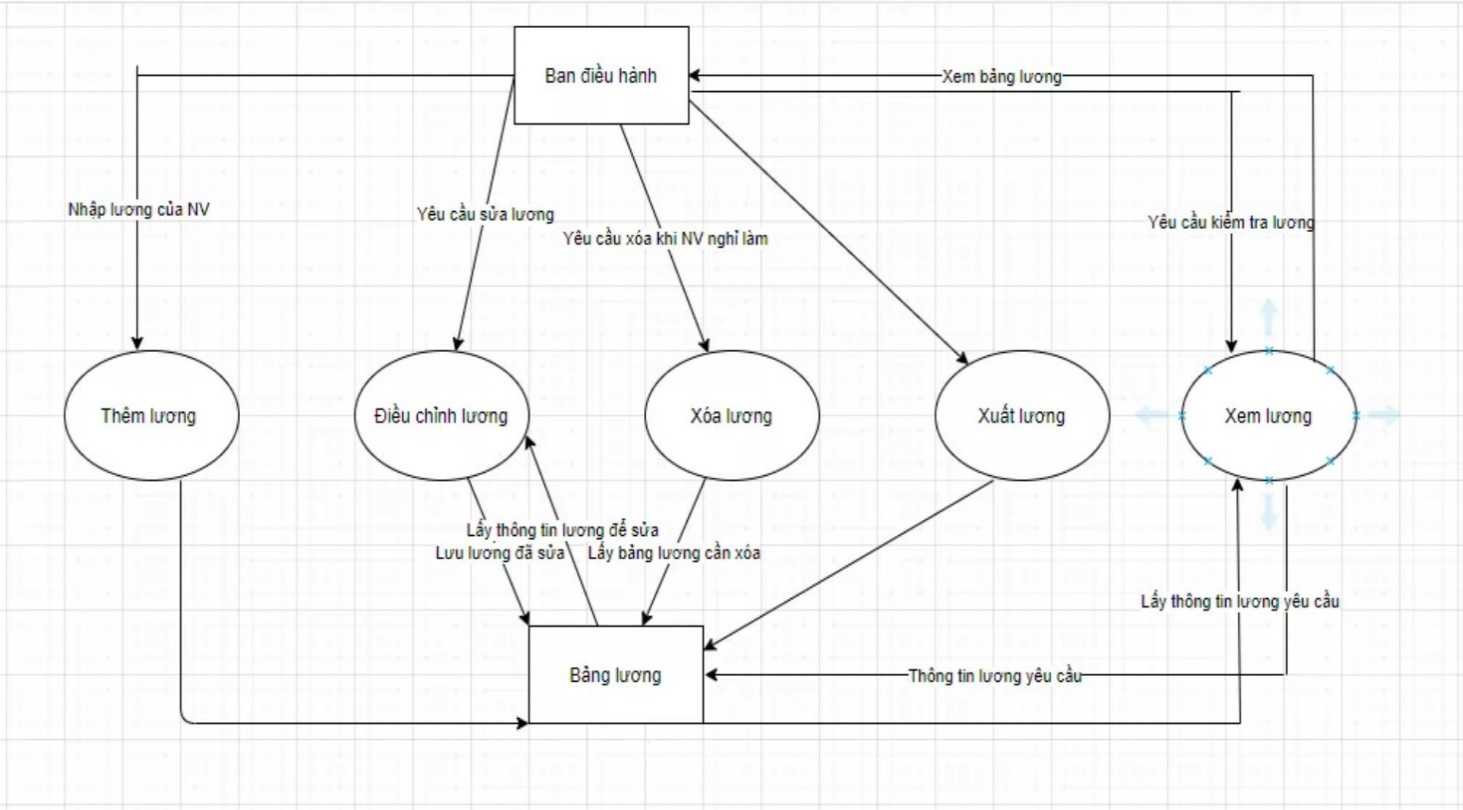 Ban điều hành
Xem bảng lương
Nhập lương của NV
Yêu cầu sửa lương
Yêu cầu xóa khi NV nghỉ làm
Yêu cầu kiểm tra lương
Thêm lương
Điều chỉnh lương
Xóa lương
Xuất lương
Xem lương
Lấy thông tin lương để sửa
Lưu lương đã sửa
Lấy bảng lương cần xóa
Lấy thông tin lương yêu cầu
Bảng lương
Thông tin lương yêu cầu